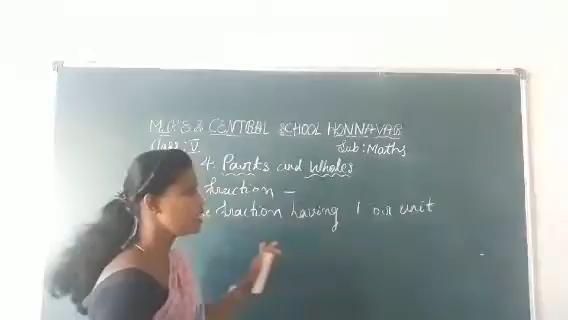 CENTRAL SCHOOL HONNAVAR
Class : V. Sub : Maths
4. Parts and Wholes
fraction –
fraction having 1 as unit